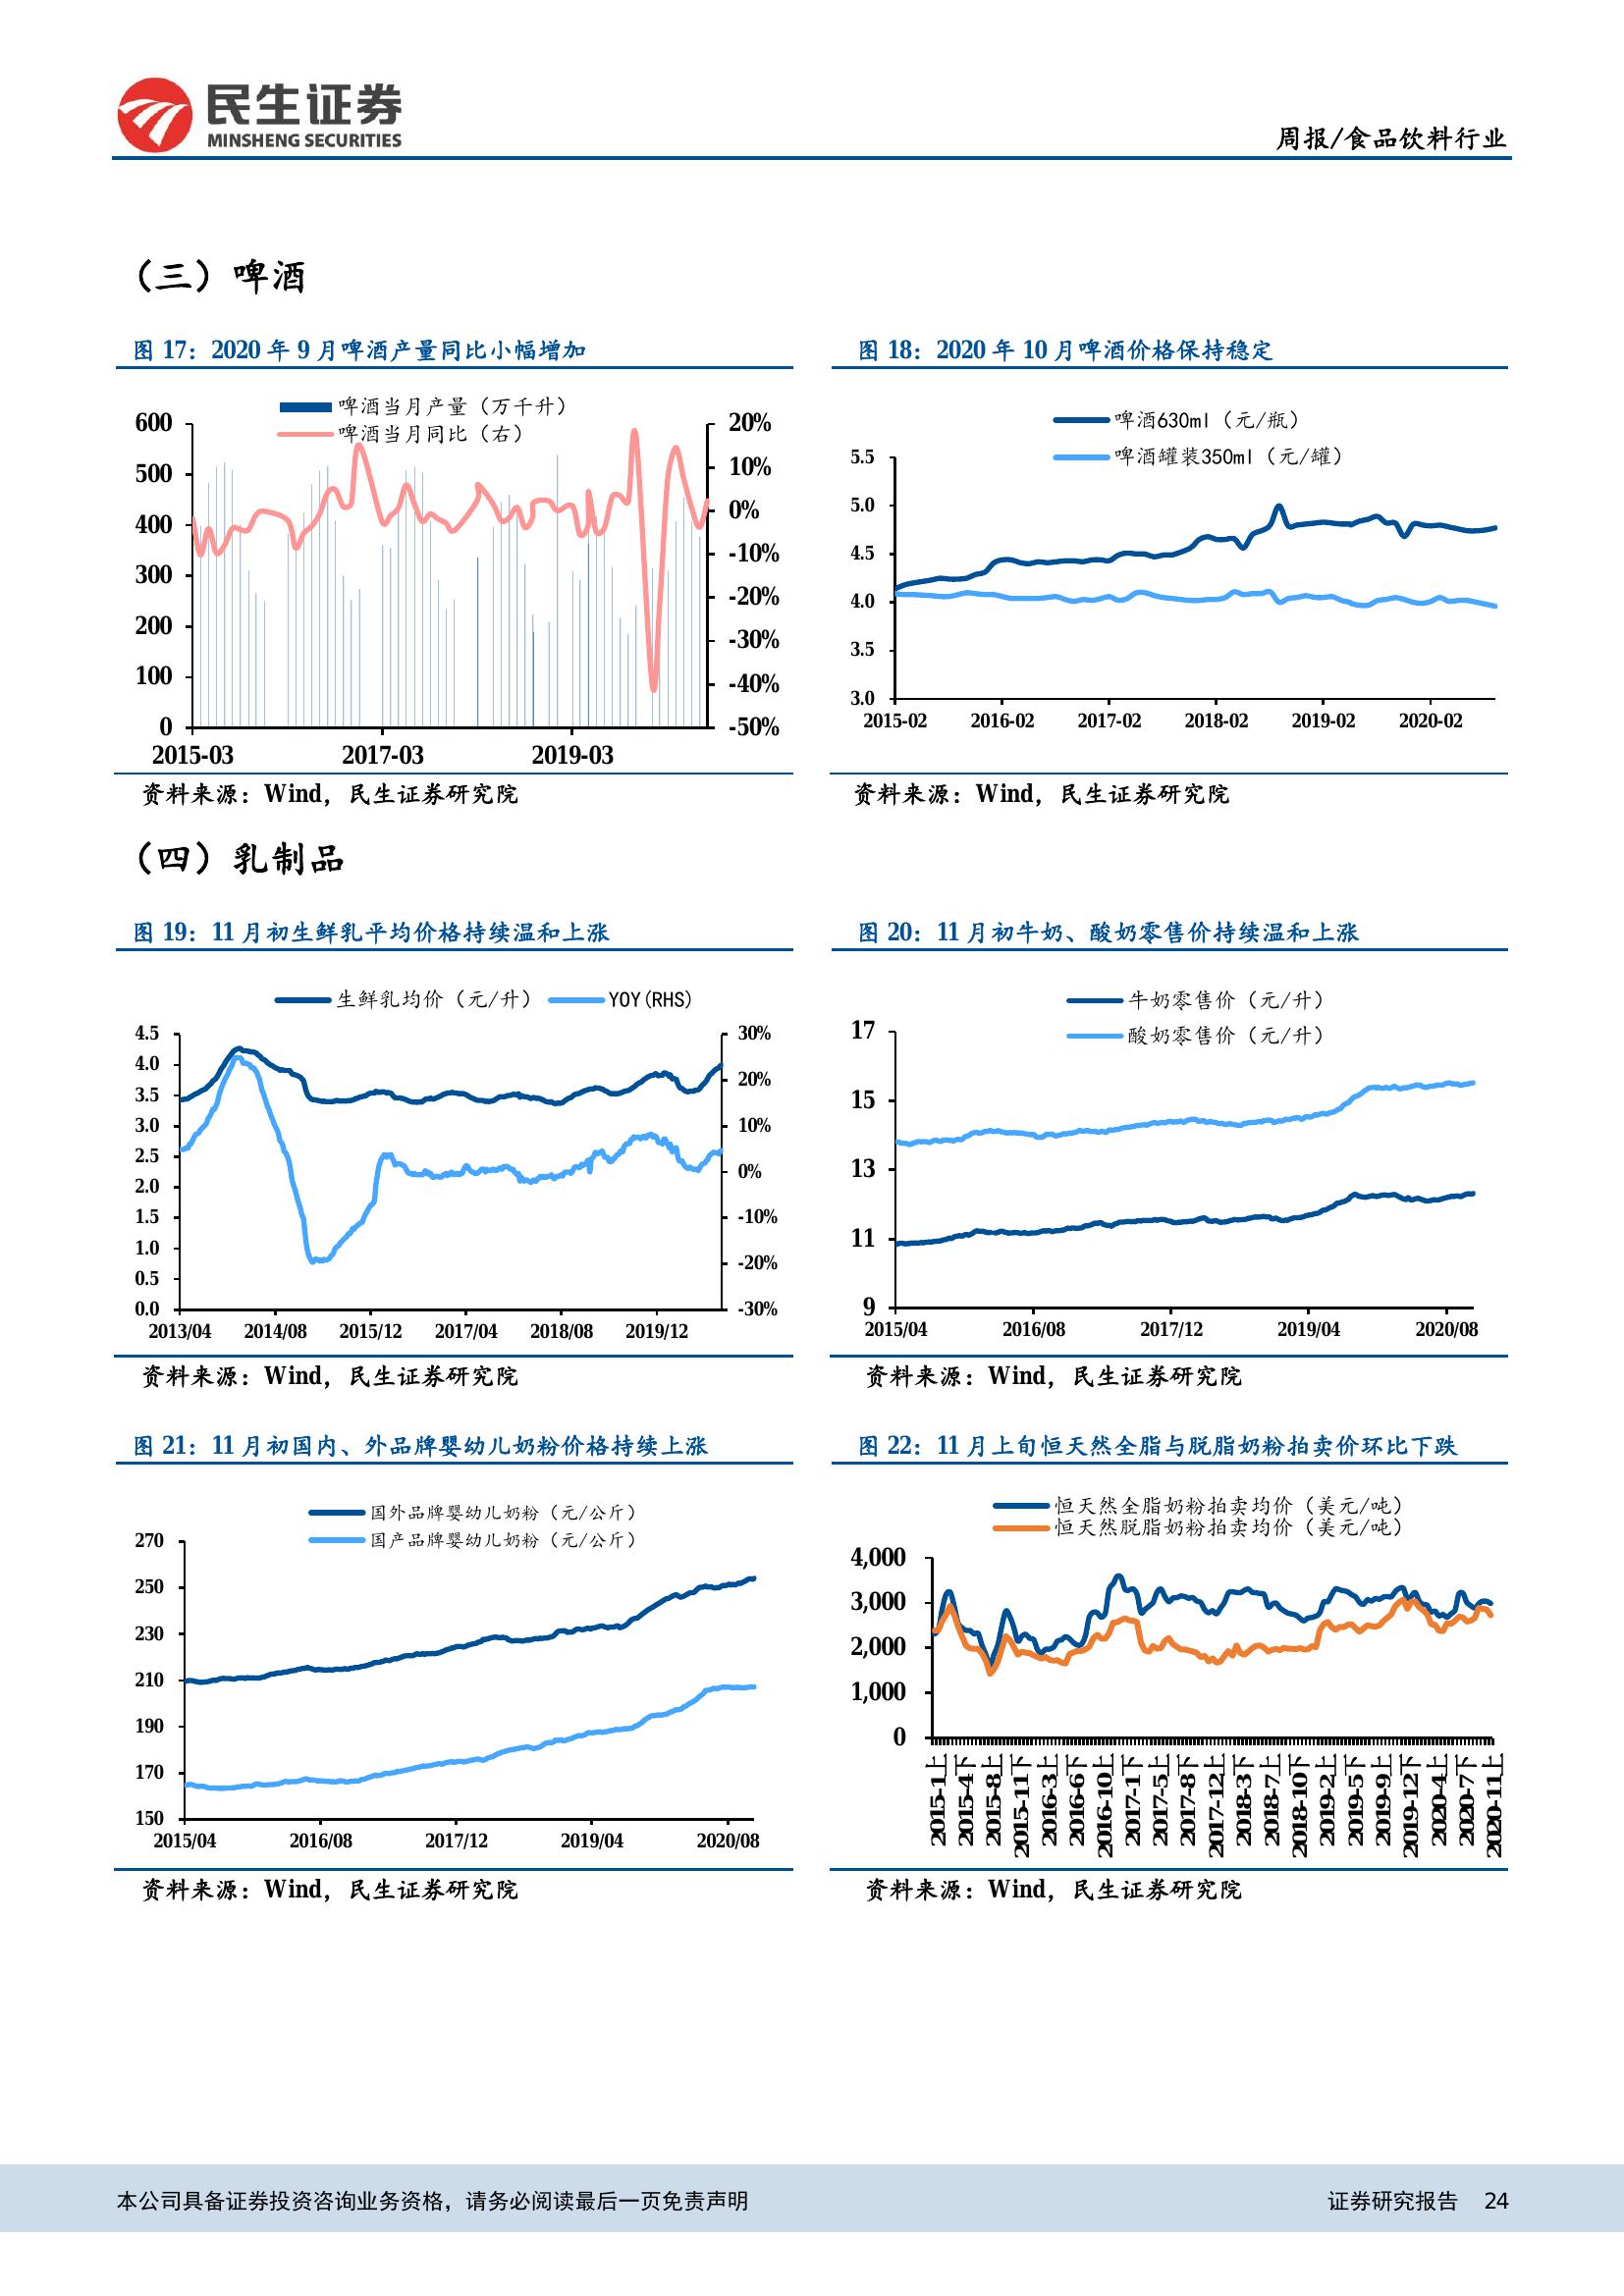 民生证券
MINSHENG SECURITIES
周报/食品饮料行业
（三）啤酒
图 17：2020 年 9 月啤酒产量同比小幅增加
啤酒当月产量（万千升）
啤酒当月同比（右）
600
500
400
300
200
100
0
20%
10%
0%
-10%
-20%
-30%
-40%
-50%
2015-03 2017-03 2019-03
资料来源：Wind，民生证券研究院
图 18：2020 年 10 月啤酒价格保持稳定
啤酒630ml（元/瓶）
啤酒罐装350ml（元/罐）
5.5
5.0
4.5
4.0
3.5
3.0
2015-02 2016-02 2017-02 2018-02 2019-02 2020-02
资料来源：Wind，民生证券研究院
（四）乳制品
图 19：11 月初生鲜乳平均价格持续温和上涨
生鲜乳均价（元/升） YOY(RHS)
4.5
4.0
3.5
3.0
2.5
2.0
1.5
1.0
0.5
0.0
30%
20%
10%
0%
-10%
-20%
-30%
2013/04 2014/08 2015/12 2017/04 2018/08 2019/12
资料来源：Wind，民生证券研究院
图 20：11 月初牛奶、酸奶零售价持续温和上涨
牛奶零售价（元/升）
酸奶零售价（元/升）
17
15
13
11
9
2015/04 2016/08 2017/12 2019/04 2020/08
资料来源：Wind，民生证券研究院
图 21：11 月初国内、外品牌婴幼儿奶粉价格持续上涨
国外品牌婴幼儿奶粉（元/公斤）
国产品牌婴幼儿奶粉（元/公斤）
270
250
230
210
190
170
150
2015/04 2016/08 2017/12 2019/04 2020/08
资料来源：Wind，民生证券研究院
图 22：11 月上旬恒天然全脂与脱脂奶粉拍卖价环比下跌
恒天然全脂奶粉拍卖均价（美元/吨）
恒天然脱脂奶粉拍卖均价（美元/吨）
4,000
3,000
2,000
1,000
0
2015-1上
2015-4下
2015-8上
2015-11下
2016-3上
2016-6下
2016-10上
2017-1下
2017-5上
2017-8下
2017-12上
2018-3下
2018-7上
2018-10下
2019-2上
2019-5下
2019-9上
2019-12下
2020-4上
2020-7下
2020-11上
资料来源：Wind，民生证券研究院
本公司具备证券投资咨询业务资格，请务必阅读最后一页免责声明
证券研究报告 24